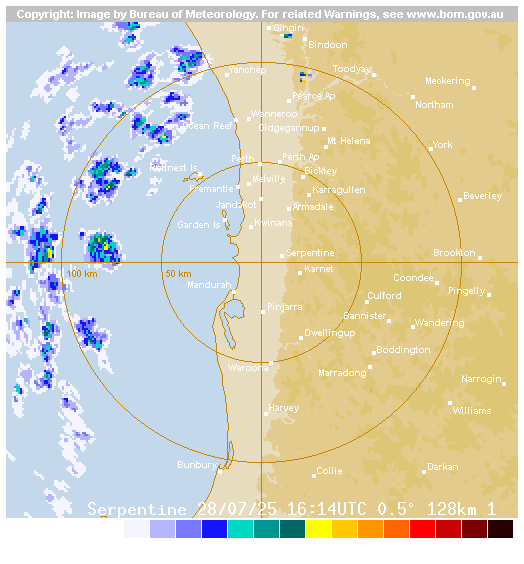 Copyright: Image by Bureau of Meteorology. For related Warnings, see www.bom.gov.au
Gingin
Bindoon
Yanchep
Toodyay
Meckering
Pearce Ap
Northam
Wanneroo
Ocean Reef
Gidgegannup
Mt Helena
York
Perth
Perth Ap
Rottnest Is
Bickley
Melville
Fremantle
Karragullen
Beverley
Jandakot
Armadale
Garden Is
Kwinana
Serpentine
Brookton
100 km
50 km
Karnet
Coondee
Mandurah
Pingelly
Cufford
Pinjarra
Bannister
Wandering
Dwellingup
Boddington
Waroona
Marradong
Narrogin
Harvey
Williams
Bunbury
Collie
Darkan
Serpentine 28/07/25 16:14UTC 0.5° 128km 1